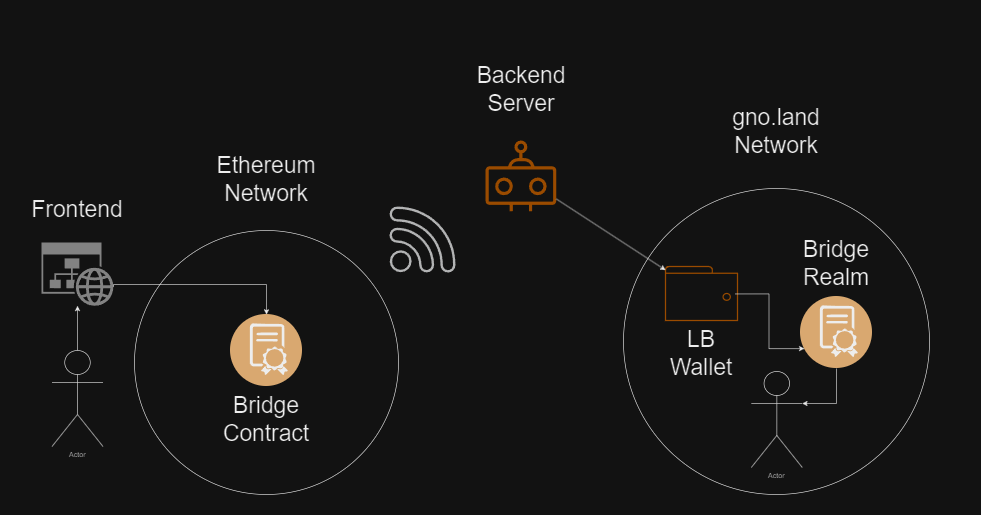 Backend
Server
gno.land
Network
Ethereum
Network
Frontend
Bridge
Realm
LB
Wallet
Bridge
Contract
Actor
Actor